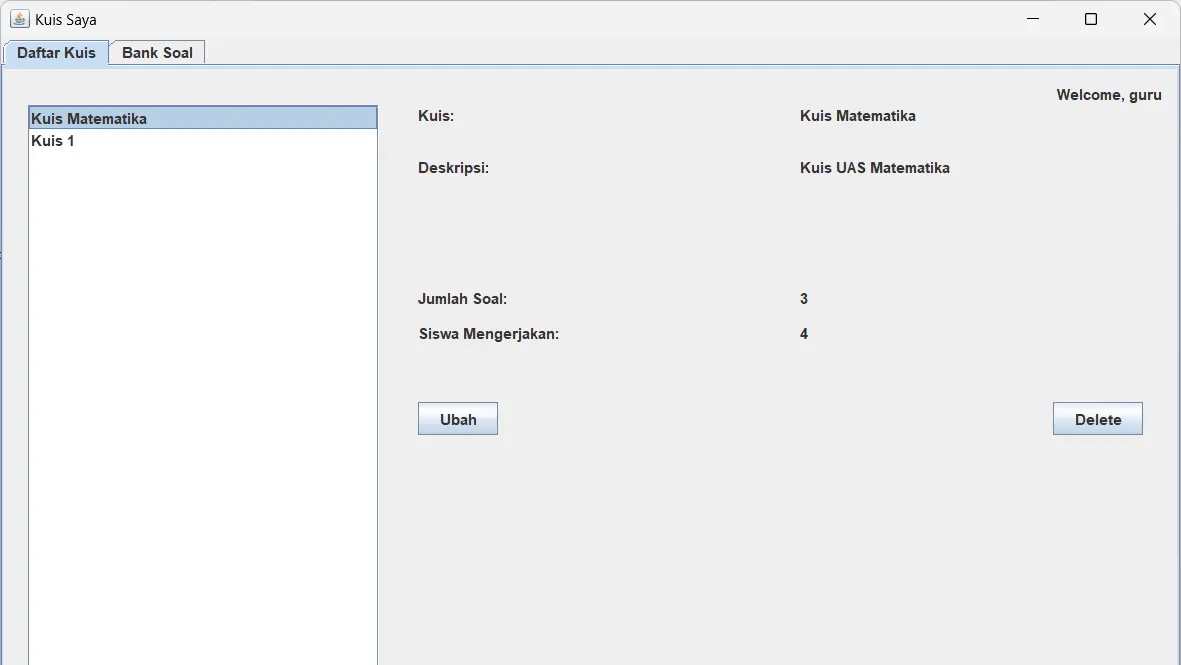 Kuis Saya
Daftar Kuis
Bank Soal
Welcome, guru
Kuis Matematika
Kuis 1
Kuis:
Kuis Matematika
Deskripsi:
Kuis UAS Matematika
Jumlah Soal:
3
Siswa Mengerjakan:
4
Ubah
Delete